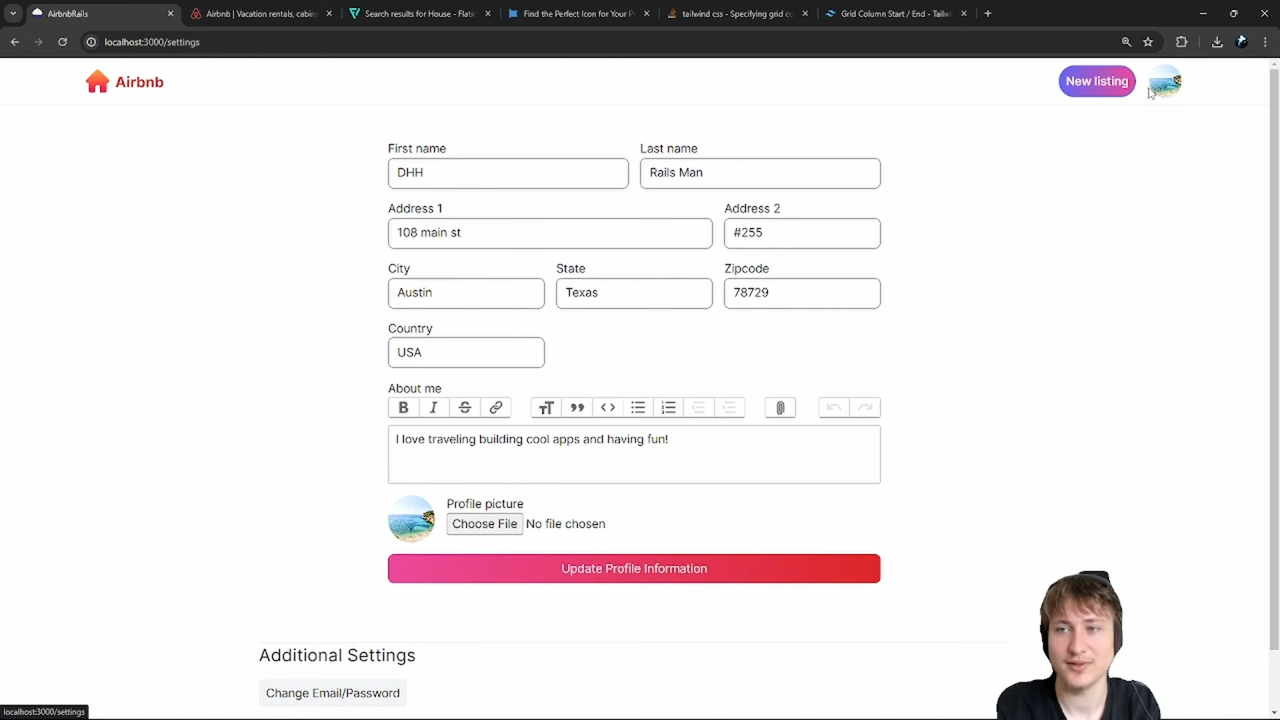 AirbnbRails
Airbnb | Vacation rentals, cabin
Search results for House - Flati
Find the Perfect Icon for Your P
tailwind css - Specifying grid co
Grid Column Start / End - Tailw
localhost:3000/settings
Airbnb
New listing
First name
Last name
DHH
Rails Man
Address 1
Address 2
108 main st
#255
City
State
Zipcode
Austin
Texas
78729
Country
USA
About me
I love traveling building cool apps and having fun!
Profile picture
Choose File No file chosen
Update Profile Information
Additional Settings
Change Email/Password
localhost:3000/settings